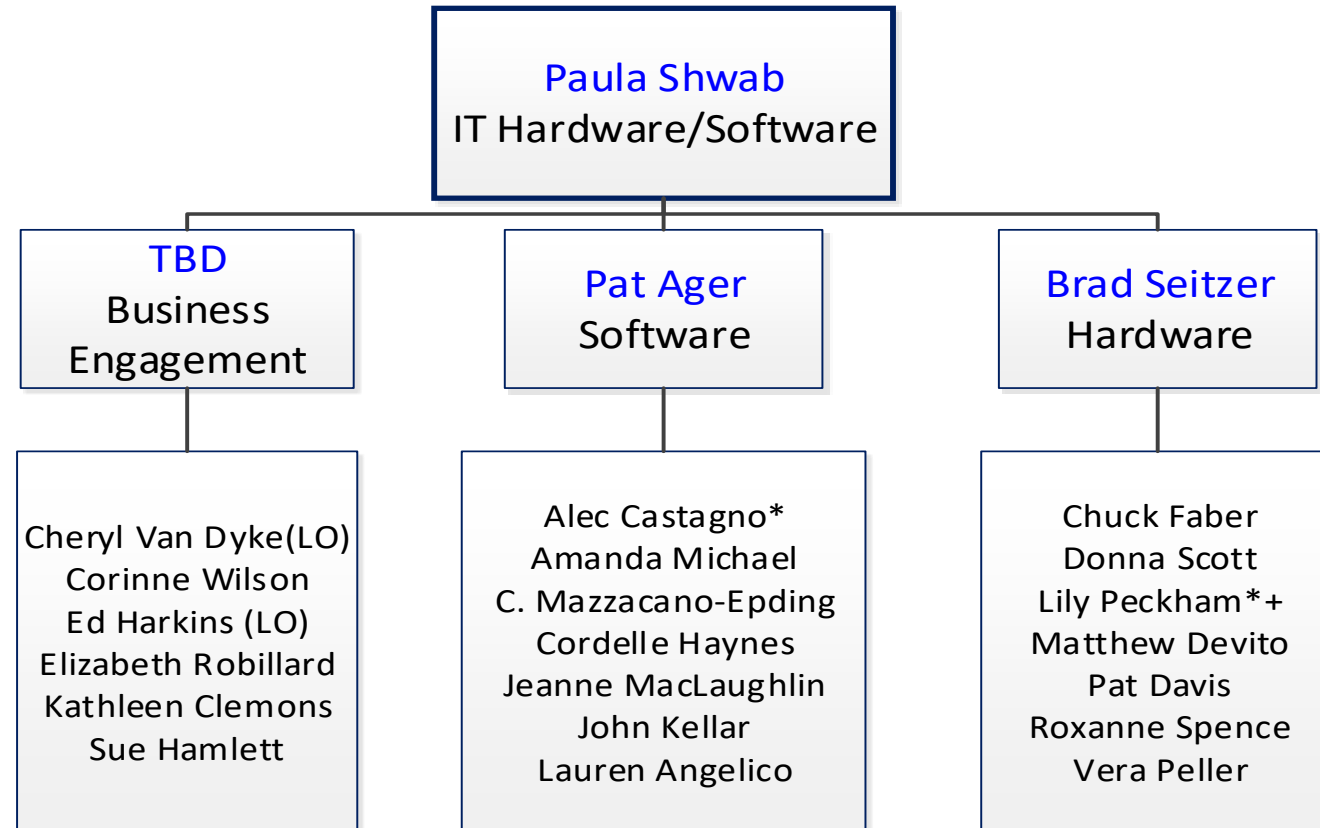 Paula Shwab
IT Hardware/Software
TBD
Business
Engagement
Pat Ager
Software
Brad Seitzer
Hardware
Cheryl Van Dyke(LO)
Corinne Wilson
Ed Harkins (LO)
Elizabeth Robillard
Kathleen Clemons
Sue Hamlett
Alec Castagno*
Amanda Michael
C. Mazzacano-Epding
Cordelle Haynes
Jeanne MacLaughlin
John Kellar
Lauren Angelico
Chuck Faber
Donna Scott
Lily Peckham*+
Matthew Devito
Pat Davis
Roxanne Spence
Vera Peller